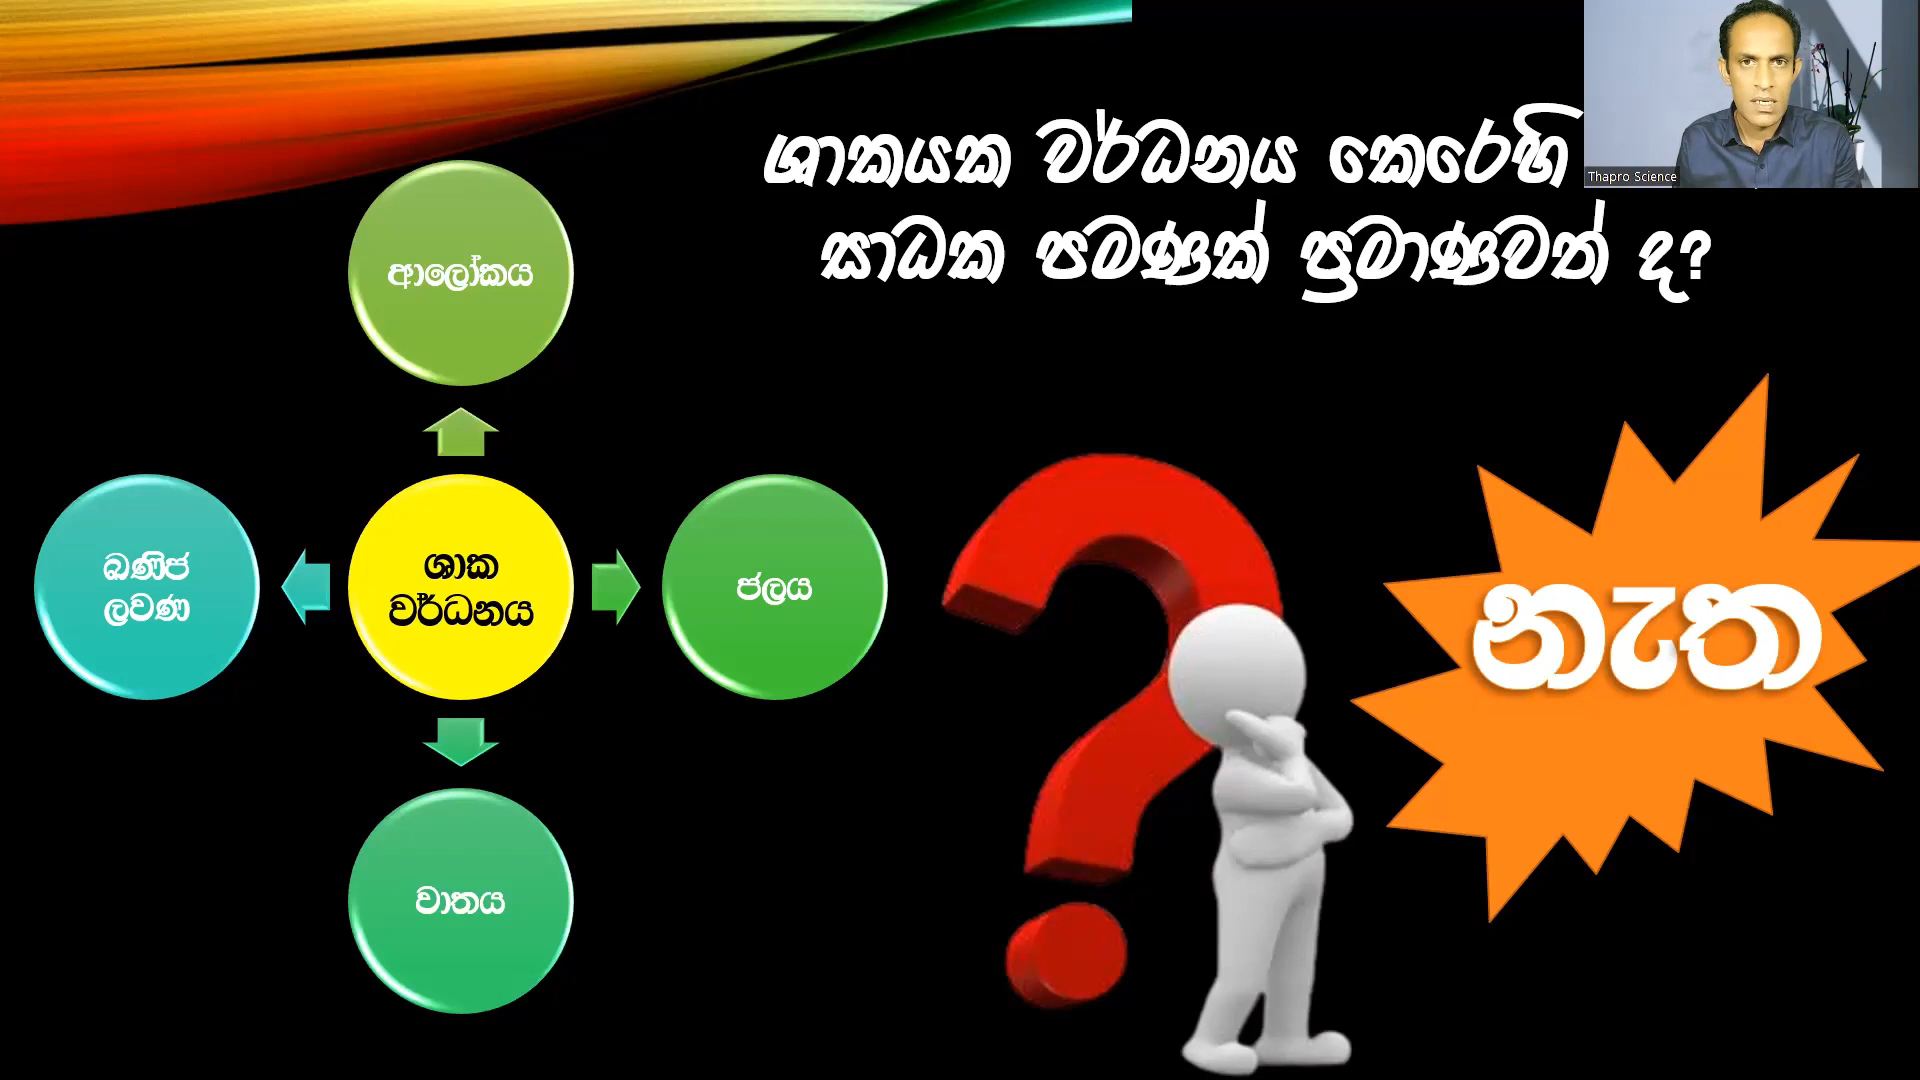 ශාකයක වර්ධනය කෙරෙහි
සාධක පමණක් ප්‍රමාණවත් ද?
Thapro Science
ආලෝකය
ඛණිජ
ලවණ
ශාක
වර්ධනය
ජලය
වාතය
නැත